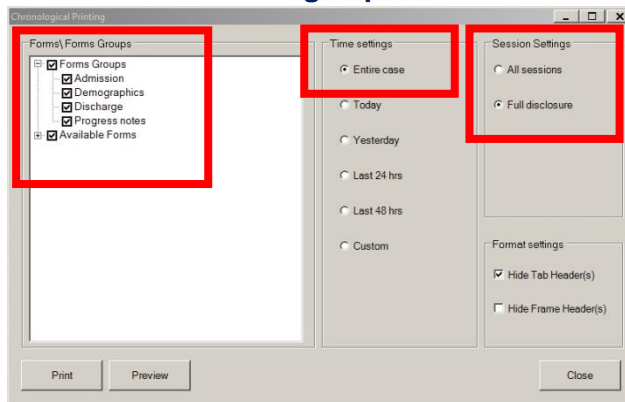 Chronological Printing
Forms\Forms Groups
Forms Groups
Admission
Demographics
Discharge
Progress notes
Available Forms
Time settings
Entire case
Today
Yesterday
Last 24 hrs
Last 48 hrs
Custom
Session Settings
All sessions
Full disclosure
Format settings
Hide Tab Header(s)
Hide Frame Header(s)
Print
Preview
Close